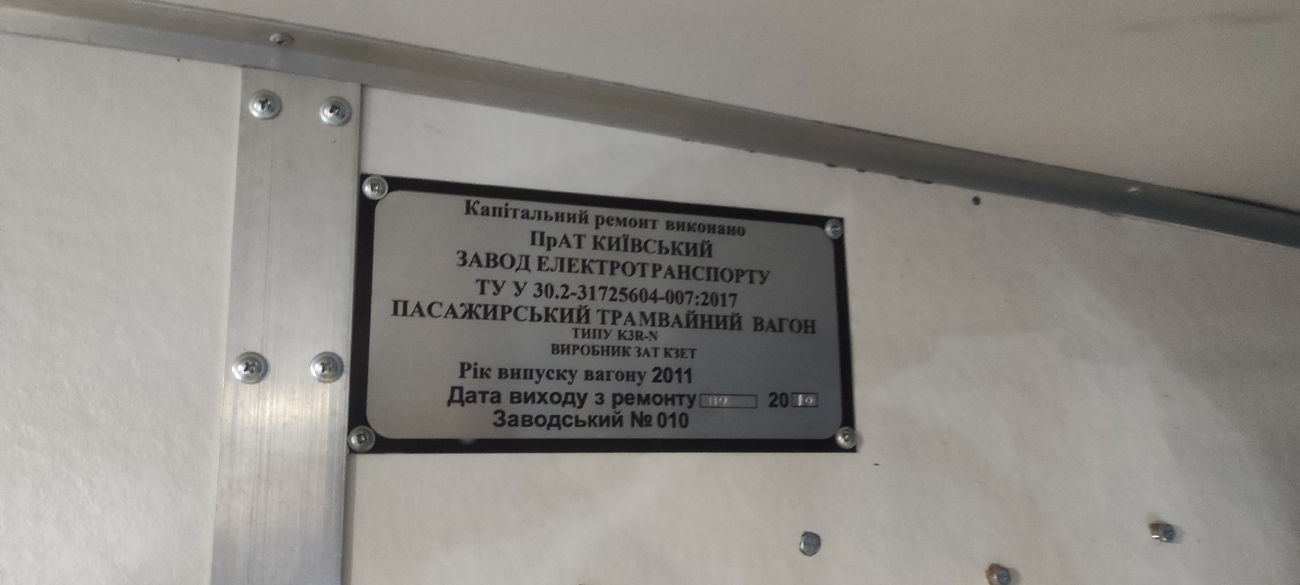 Капітальний ремонт виконано
ПрАТ КИЇВСЬКИЙ
ЗАВОД ЕЛЕКТРОТРАНСПОРТУ
ТУ У 30.2-31725604-007:2017
ПАСАЖИРСЬКИЙ ТРАМВАЙНИЙ ВАГОН
ТИПУ K3R-N
ВИРОБНИК ЗАТ КЗЕТ
Рік випуску вагону 2011
Дата виходу з ремонту 20
Заводський № 010